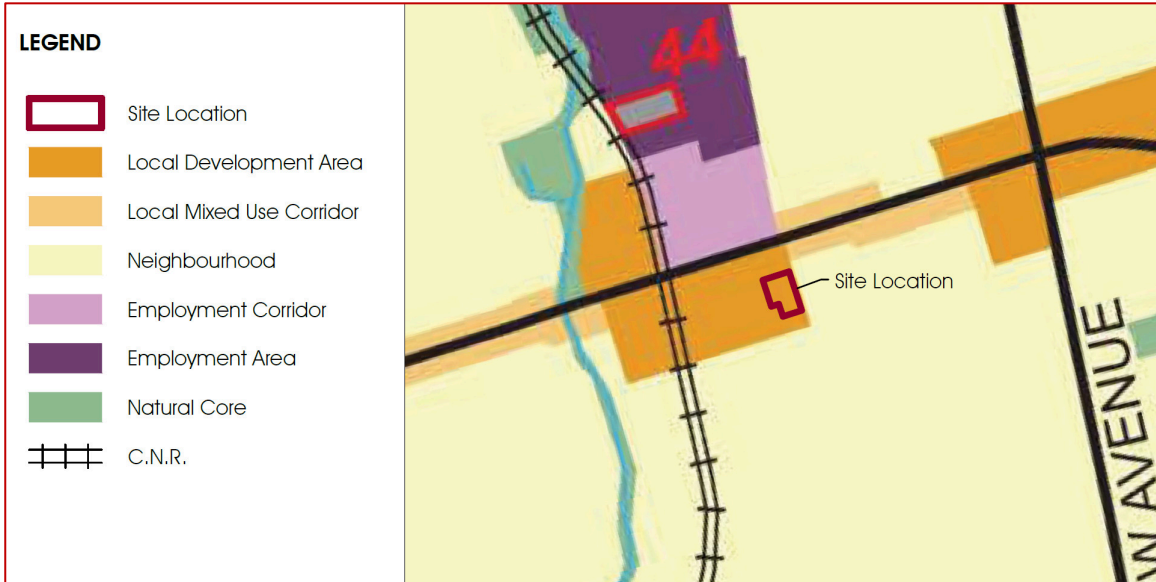 LEGEND
Site Location
Local Development Area
Local Mixed Use Corridor
Neighbourhood
Employment Corridor
Employment Area
Natural Core
C.N.R.
44
Site Location
W AVENUE